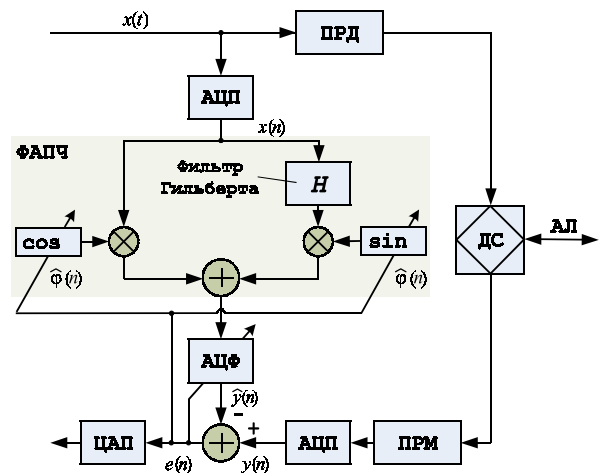 x(t)
ПРД
АЦП
x(n)
ФАПЧ
Фильтр
Гильберта
H
cos
sin
φ̂(n)
φ̂(n)
ДС
АЛ
+
АЦФ
ŷ(n)
-
+
ЦАП
+
АЦП
ПРМ
e(n)
y(n)